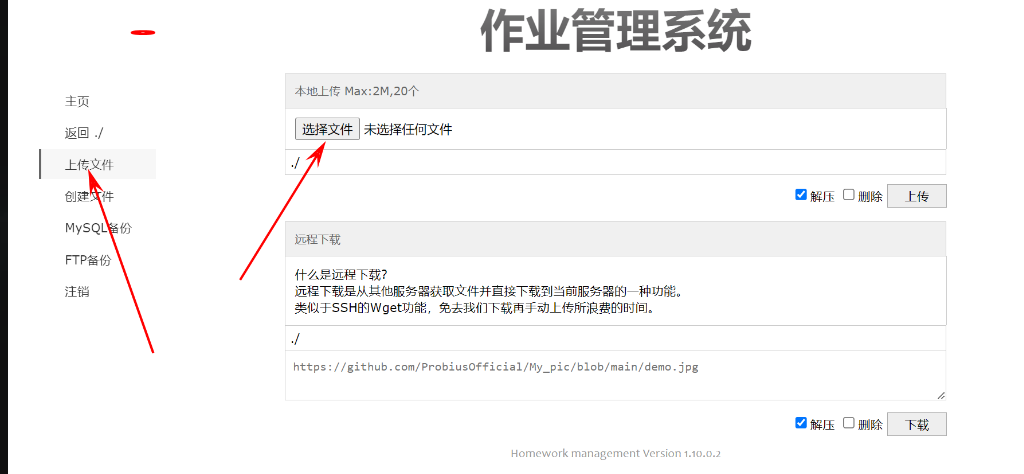 作业管理系统
主页
返回 ./
上传文件
创建文件
MySQL备份
FTP备份
注销
本地上传 Max:2M,20个
选择文件 未选择任何文件
./
解压 删除 上传
远程下载
什么是远程下载?
远程下载是从其他服务器获取文件并直接下载到当前服务器的一种功能。
类似于SSH的Wget功能，免去我们下载再手动上传所浪费的时间。
./
https://github.com/ProbiusOfficial/My_pic/blob/main/demo.jpg
解压 删除 下载
Homework management Version 1.10.0.2